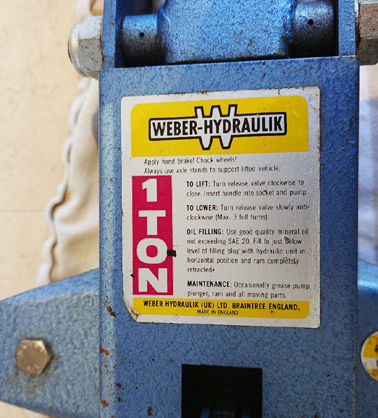 WEBER-HYDRAULIK
Apply hand brake! Chock wheels!
Always use axle stands to support lifted vehicle.
1 TON
TO LIFT: Turn release valve clockwise to
close. Insert handle into socket and pump.
TO LOWER: Turn release valve slowly anti-
clockwise (Max. 3 full turns).
OIL FILLING: Use good quality mineral oil
not exceeding SAE 20. Fill to just below
level of filling plug with hydraulic unit in
horizontal position and ram completely
retracted.
MAINTENANCE: Occasionally grease pump
plunger, ram and all moving parts.
WEBER HYDRAULIK (UK) LTD. BRAINTREE ENGLAND.
MADE IN ENGLAND